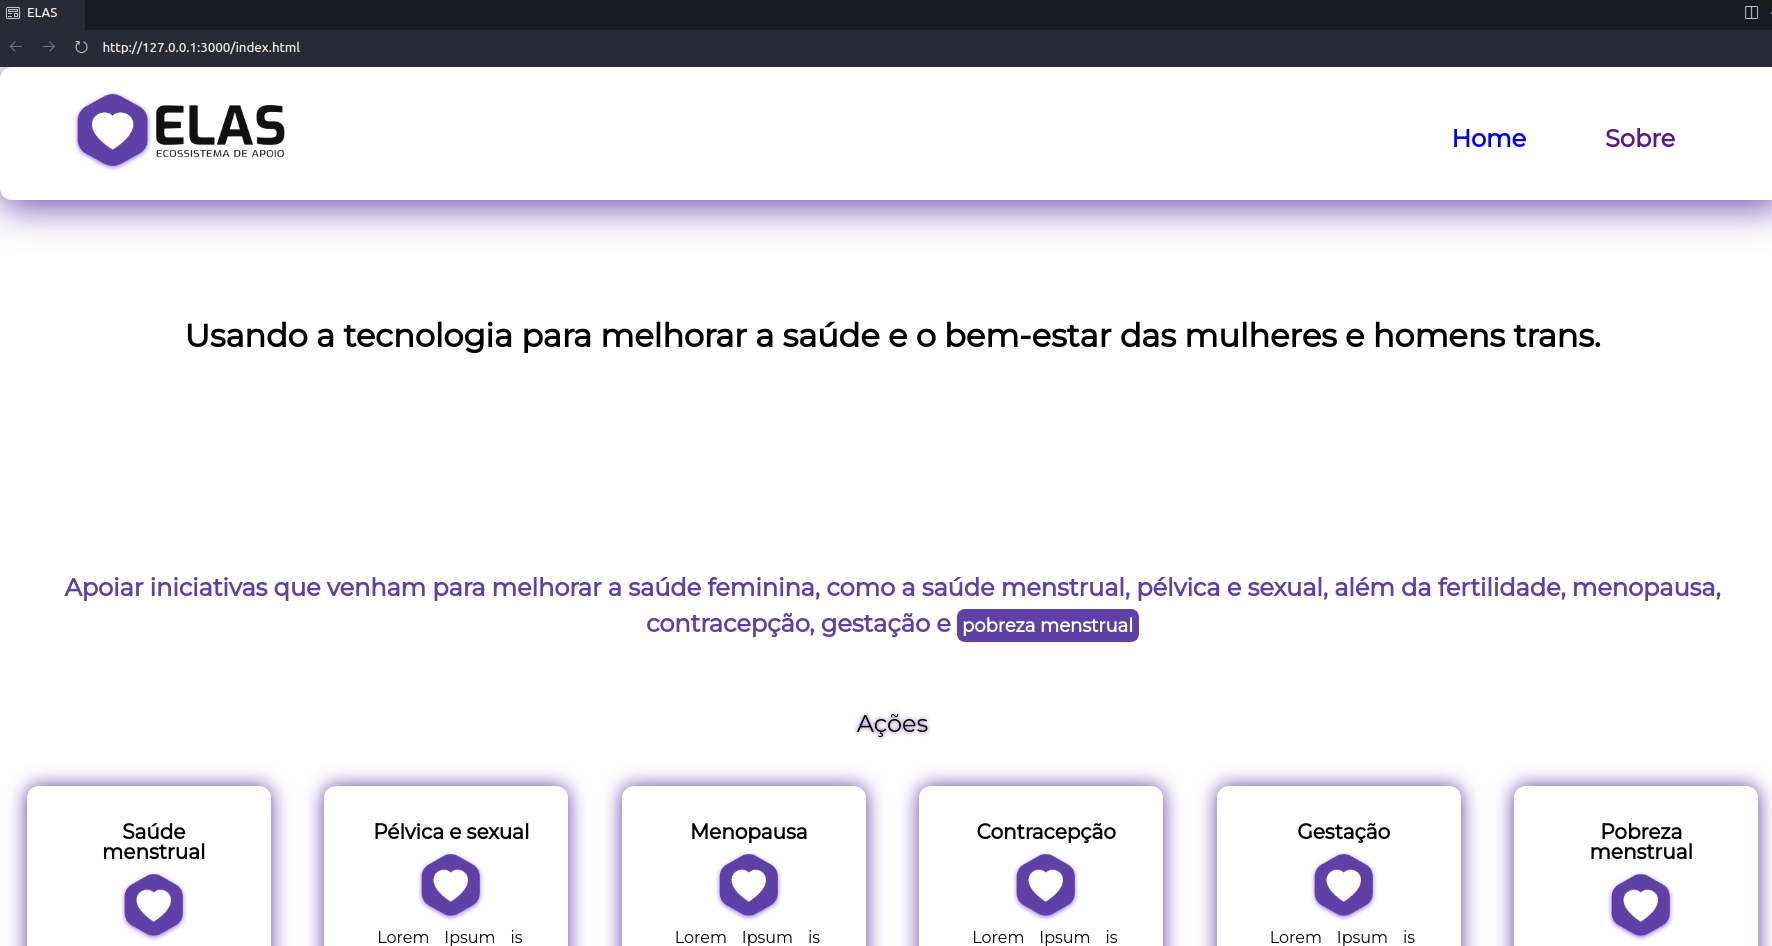 ELAS
http://127.0.0.1:3000/index.html
ELAS
ECOSSISTEMA DE APOIO
Home
Sobre
Usando a tecnologia para melhorar a saúde e o bem-estar das mulheres e homens trans.
Apoiar iniciativas que venham para melhorar a saúde feminina, como a saúde menstrual, pélvica e sexual, além da fertilidade, menopausa,
contracepção, gestação e pobreza menstrual
Ações
Saúde
menstrual
Pélvica e sexual
Lorem Ipsum is
Menopausa
Lorem Ipsum is
Contracepção
Lorem Ipsum is
Gestação
Lorem Ipsum is
Pobreza
menstrual